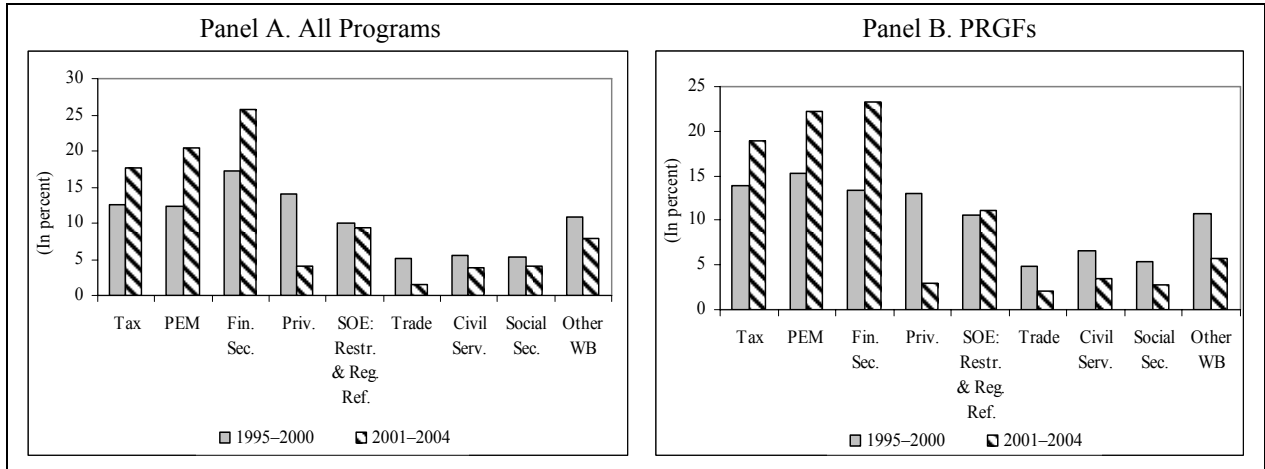 Panel A. All Programs
(In percent)
30
25
20
15
10
5
0
Tax PEM Fin. Priv. SOE: Trade Civil Social Other
Sec. Restr. Serv. Sec. WB
& Reg.
Ref.
1995–2000 2001–2004
Panel B. PRGFs
(In percent)
25
20
15
10
5
0
Tax PEM Fin. Priv. SOE: Trade Civil Social Other
Sec. Restr. Serv. Sec. WB
& Reg.
Ref.
1995–2000 2001–2004